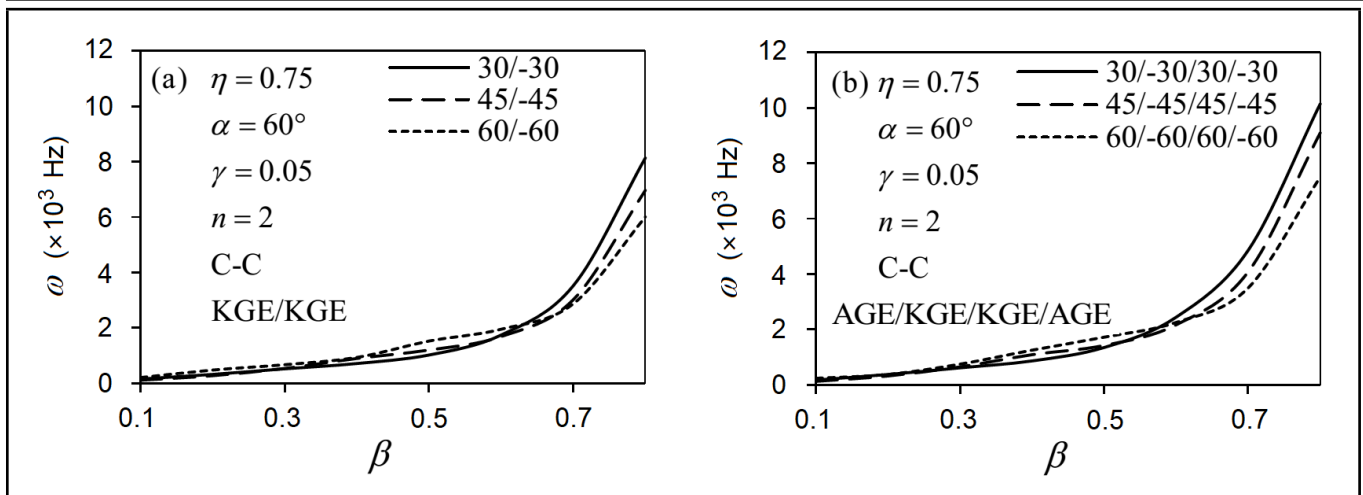 (a) η = 0.75
α = 60°
γ = 0.05
n = 2
C-C
KGE/KGE
30/-30
45/-45
60/-60
ω (×10³ Hz)
12
10
8
6
4
2
0
0.1 0.3 0.5 0.7
β
(b) η = 0.75
α = 60°
γ = 0.05
n = 2
C-C
AGE/KGE/KGE/AGE
30/-30/30/-30
45/-45/45/-45
60/-60/60/-60
ω (×10³ Hz)
12
10
8
6
4
2
0
0.1 0.3 0.5 0.7
β